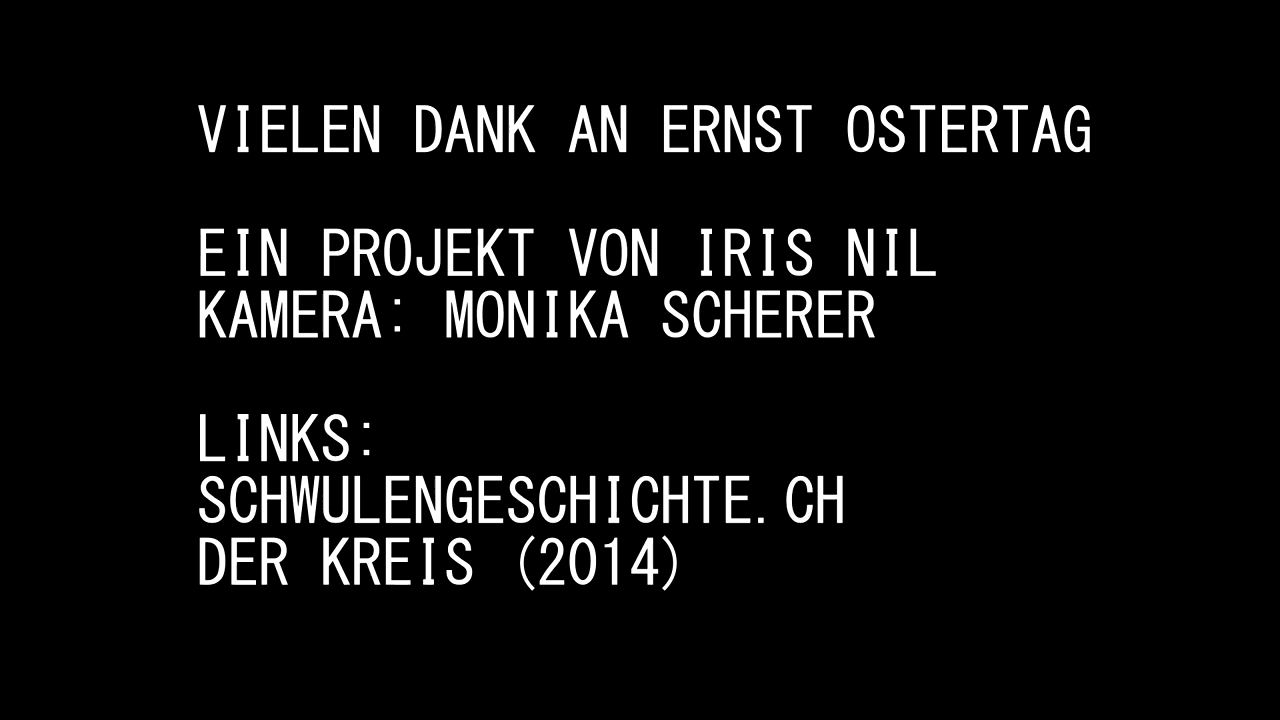 VIELEN DANK AN ERNST OSTERTAG
EIN PROJEKT VON IRIS NIL
KAMERA: MONIKA SCHERER
LINKS:
SCHWULENGESCHICHTE.CH
DER KREIS (2014)